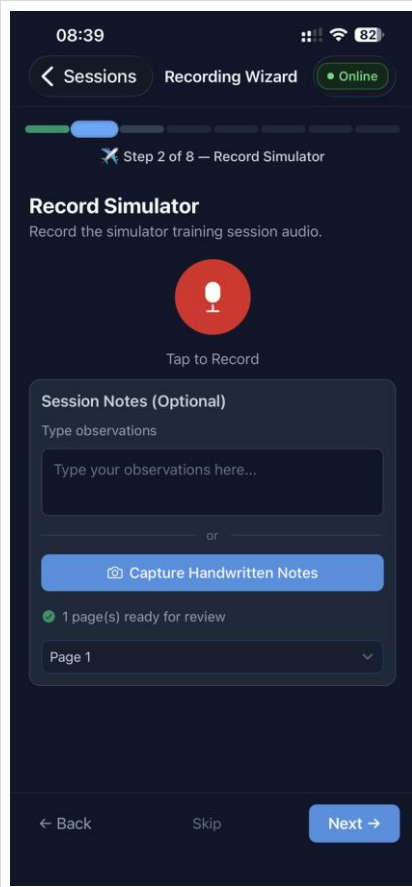 08:39
82
Sessions
Recording Wizard
Online
Step 2 of 8 — Record Simulator
Record Simulator
Record the simulator training session audio.
Tap to Record
Session Notes (Optional)
Type observations
Type your observations here...
or
Capture Handwritten Notes
1 page(s) ready for review
Page 1
← Back
Skip
Next →